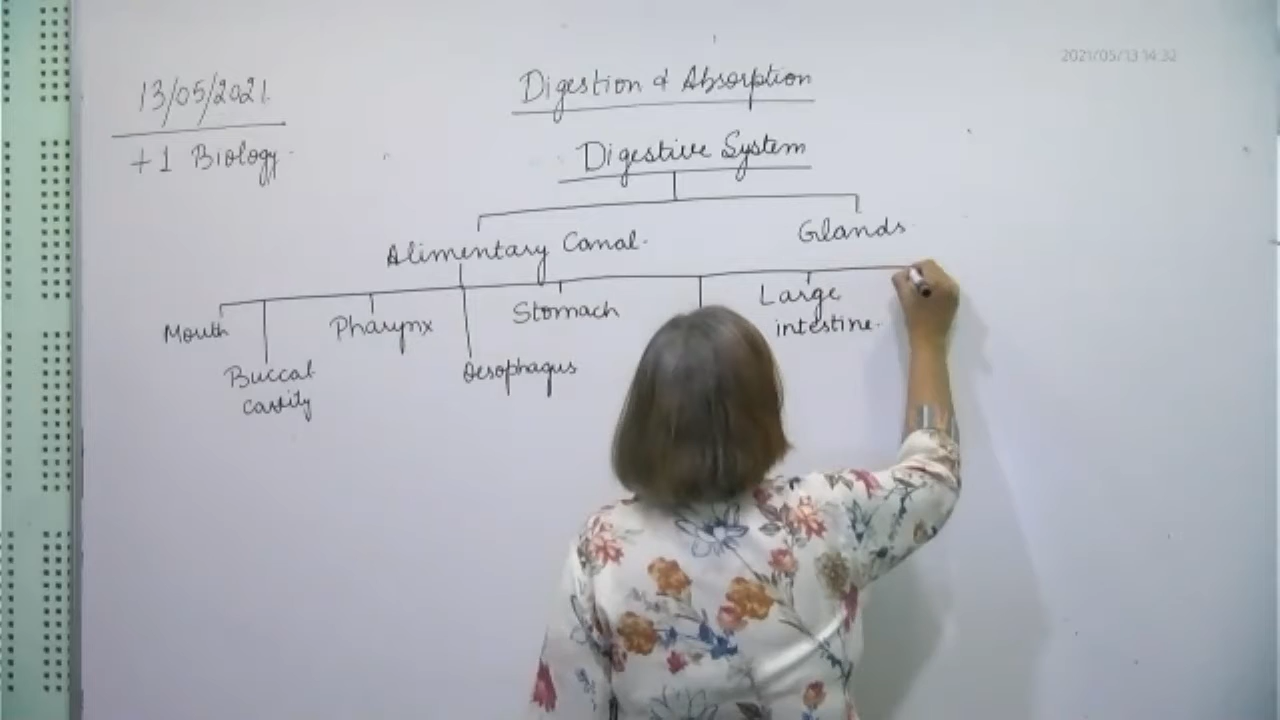 2021/05/13 14:32
13/05/2021
+1 Biology
Digestion & Absorption
Digestive System
Alimentary Canal
Glands
Mouth
Buccal
cavity
Pharynx
Oesophagus
Stomach
Large
intestine